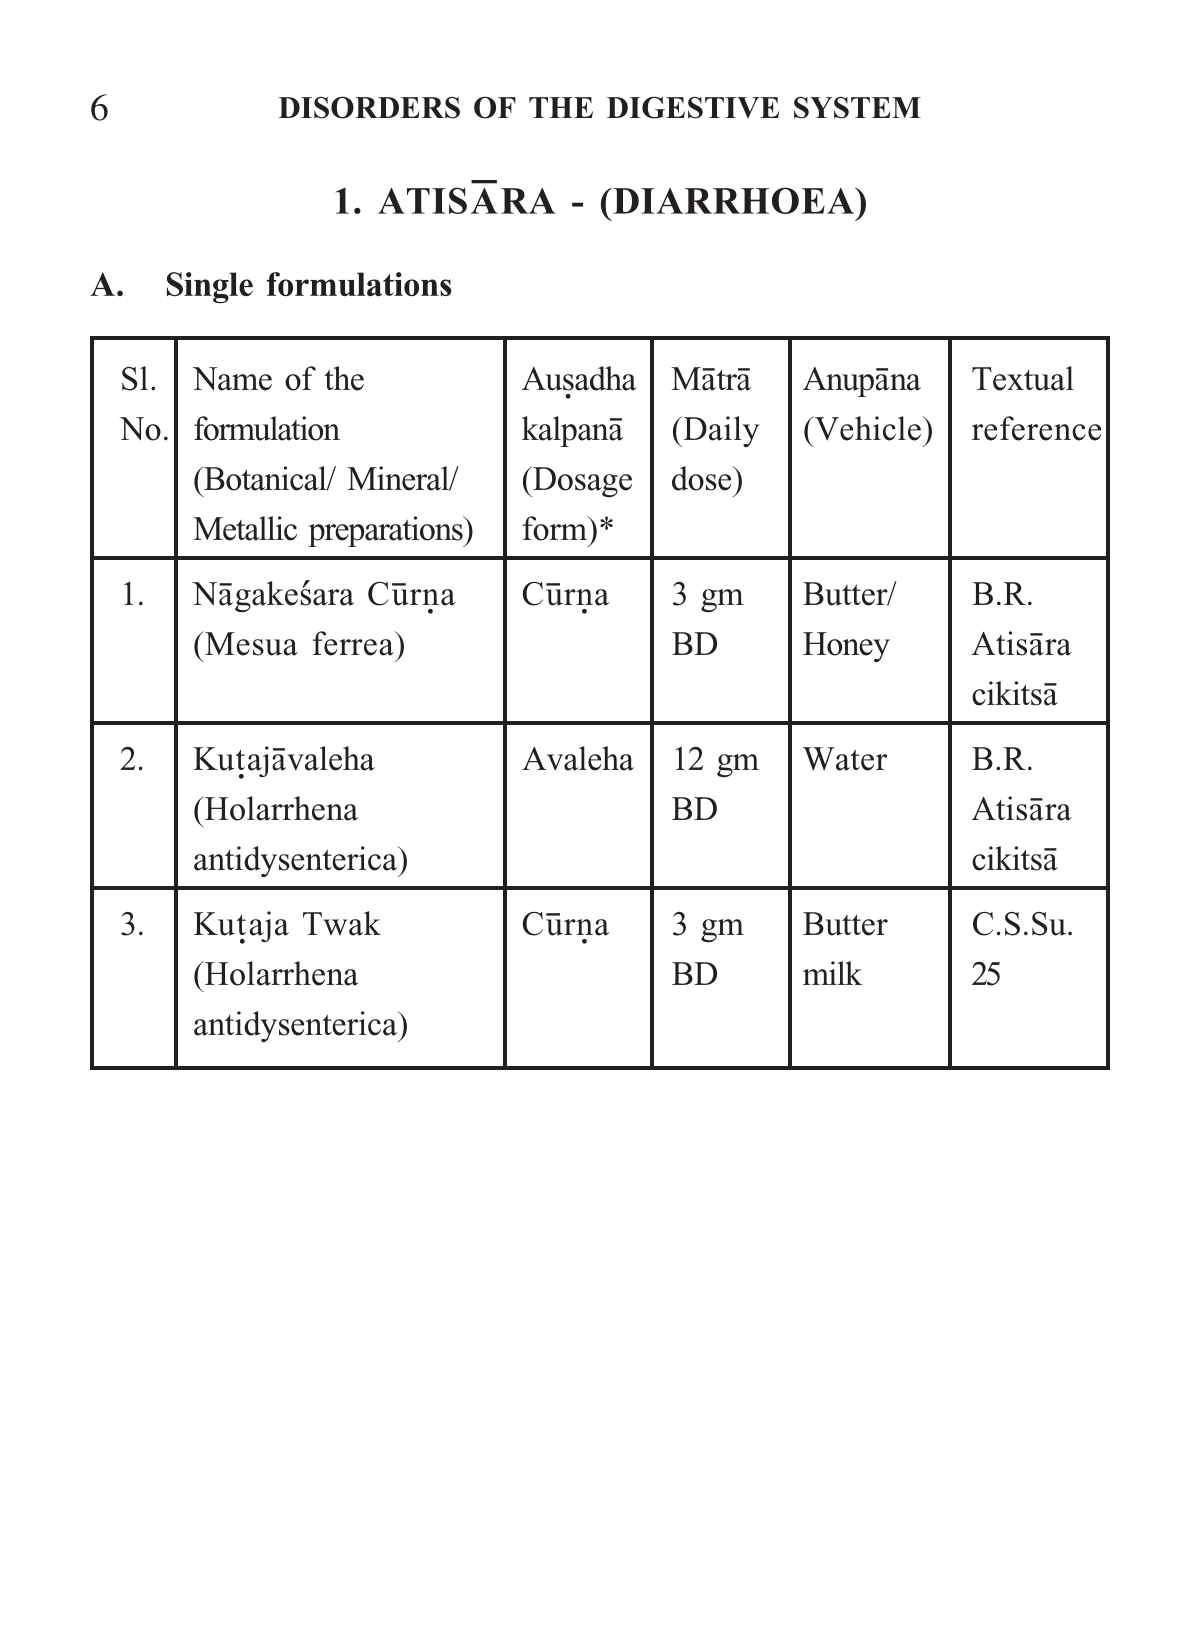 6
DISORDERS OF THE DIGESTIVE SYSTEM
1. ATISĀRA - (DIARRHOEA)
A. Single formulations
Sl.
No.
Name of the
formulation
(Botanical/ Mineral/
Metallic preparations)
Auṣadha
kalpanā
(Dosage
form)*
Mātrā
(Daily
dose)
Anupāna
(Vehicle)
Textual
reference
1.
Nāgakeśara Cūrṇa
(Mesua ferrea)
Cūrṇa
3 gm
BD
Butter/
Honey
B.R.
Atisāra
cikitsā
2.
Kuṭajāvaleha
(Holarrhena
antidysenterica)
Avaleha
12 gm
BD
Water
B.R.
Atisāra
cikitsā
3.
Kuṭaja Twak
(Holarrhena
antidysenterica)
Cūrṇa
3 gm
BD
Butter
milk
C.S.Su.
25